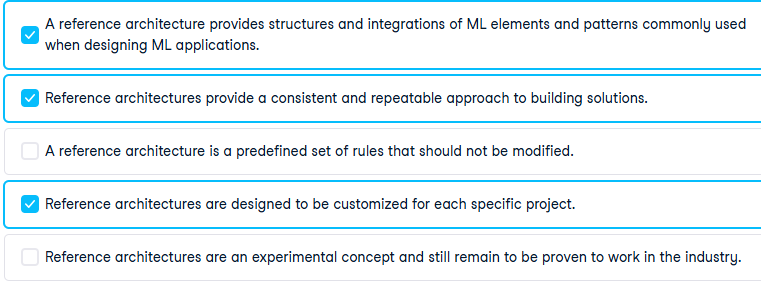 A reference architecture provides structures and integrations of ML elements and patterns commonly used
when designing ML applications.
Reference architectures provide a consistent and repeatable approach to building solutions.
A reference architecture is a predefined set of rules that should not be modified.
Reference architectures are designed to be customized for each specific project.
Reference architectures are an experimental concept and still remain to be proven to work in the industry.